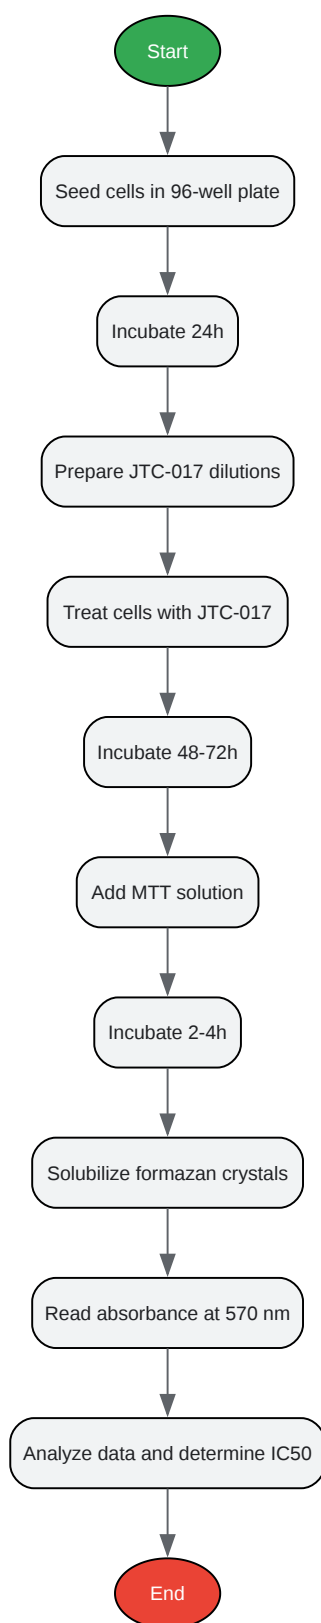 Start
Seed cells in 96-well plate
Incubate 24h
Prepare JTC-017 dilutions
Treat cells with JTC-017
Incubate 48-72h
Add MTT solution
Incubate 2-4h
Solubilize formazan crystals
Read absorbance at 570 nm
Analyze data and determine IC50
End